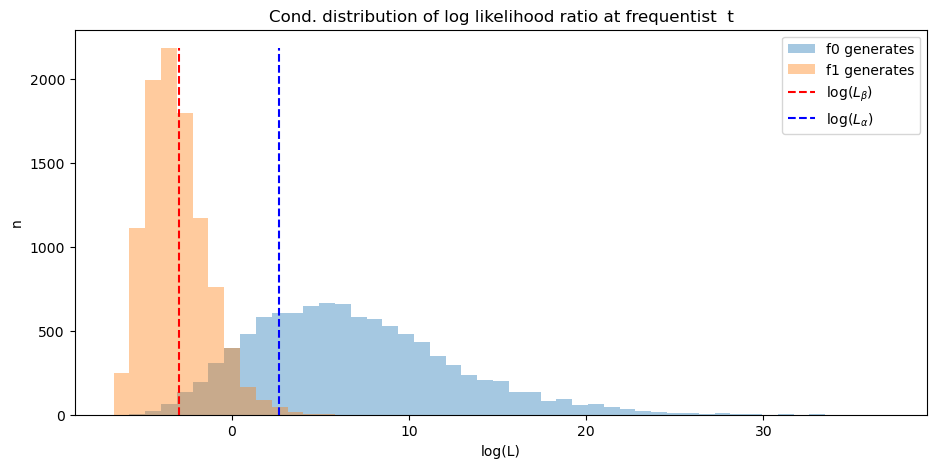 Cond. distribution of log likelihood ratio at frequentist  t
f0 generates
f1 generates
log(L_β)
log(L_α)
n
2000
1500
1000
500
0
0 10 20 30
log(L)